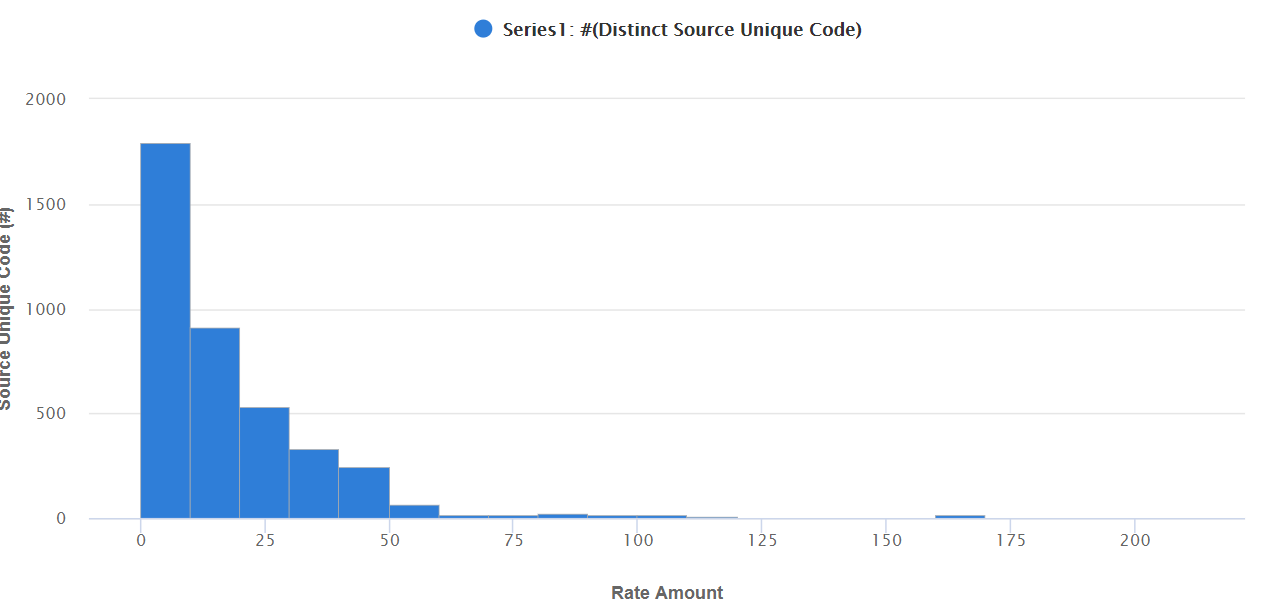 Series1: #(Distinct Source Unique Code)
2000
1500
1000
500
0
Source Unique Code (#)
0 25 50 75 100 125 150 175 200
Rate Amount